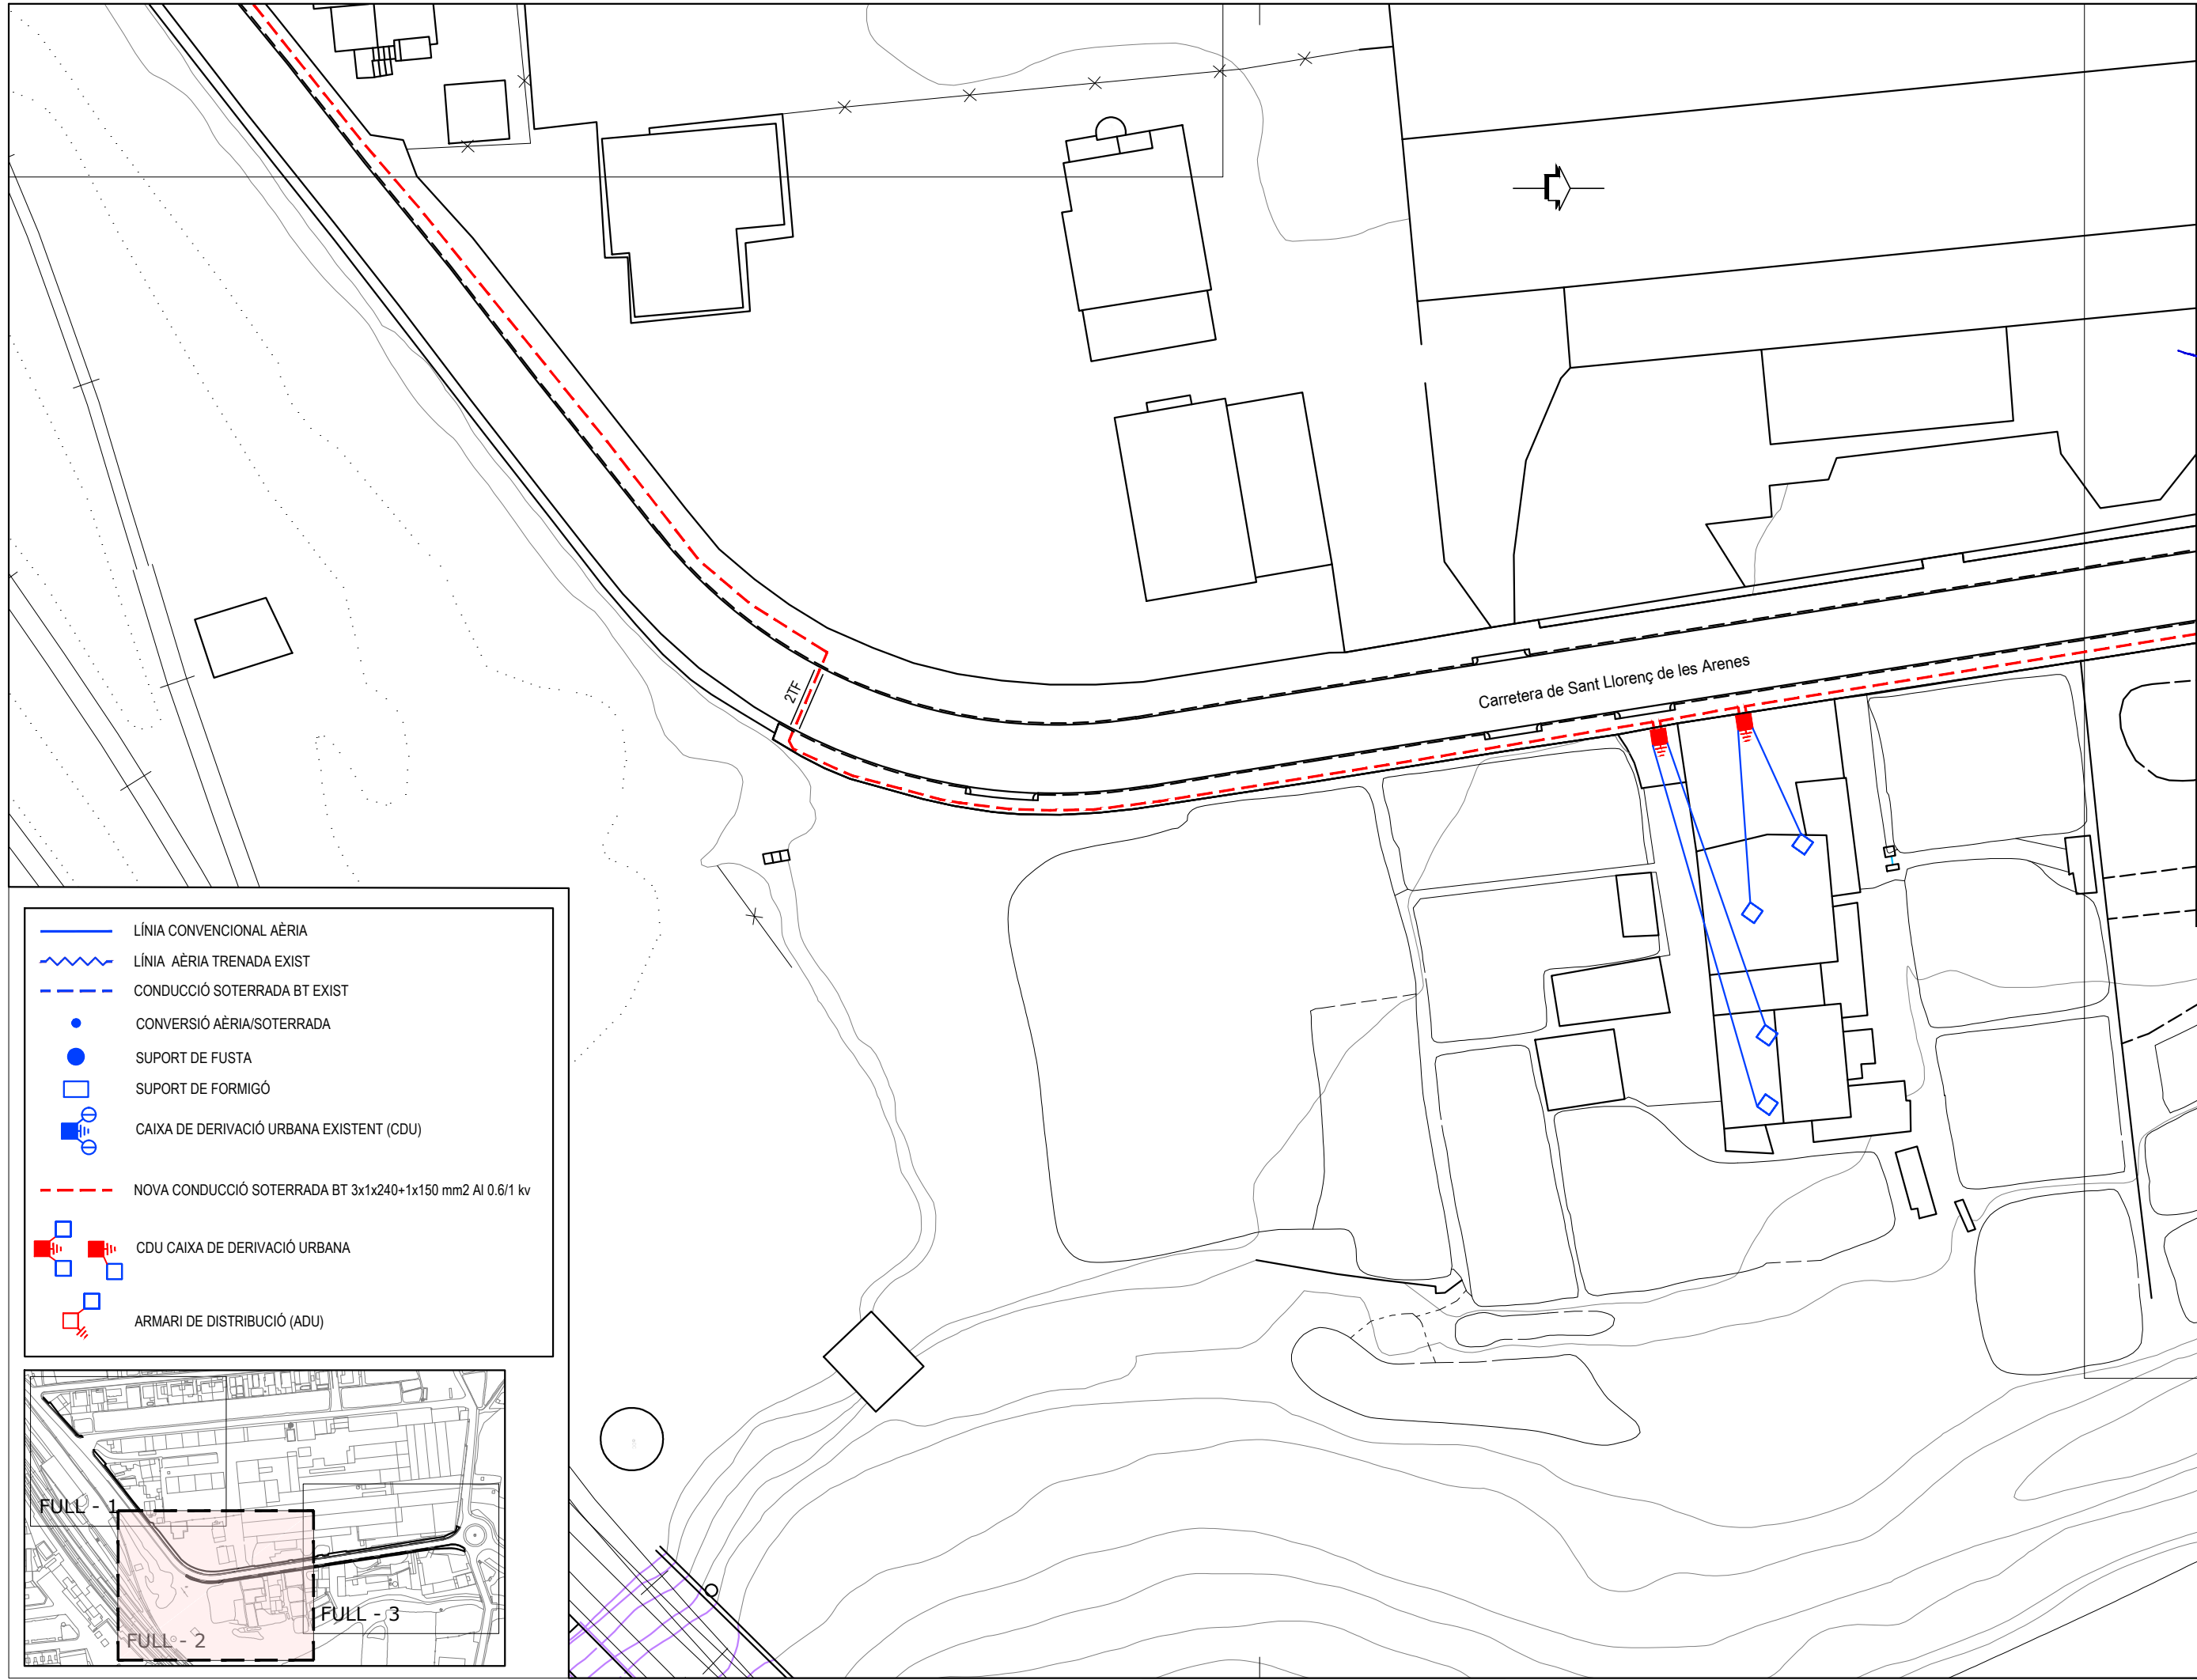 2TF
Carretera de Sant Llorenç de les Arenes
LÍNIA CONVENCIONAL AÈRIA
LÍNIA AÈRIA TRENADA EXIST
CONDUCCIÓ SOTERRADA BT EXIST
CONVERSIÓ AÈRIA/SOTERRADA
SUPORT DE FUSTA
SUPORT DE FORMIGÓ
CAIXA DE DERIVACIÓ URBANA EXISTENT (CDU)
NOVA CONDUCCIÓ SOTERRADA BT 3x1x240+1x150 mm2 Al 0.6/1 kv
CDU CAIXA DE DERIVACIÓ URBANA
ARMARI DE DISTRIBUCIÓ (ADU)
FULL - 1
FULL - 3
FULL - 2